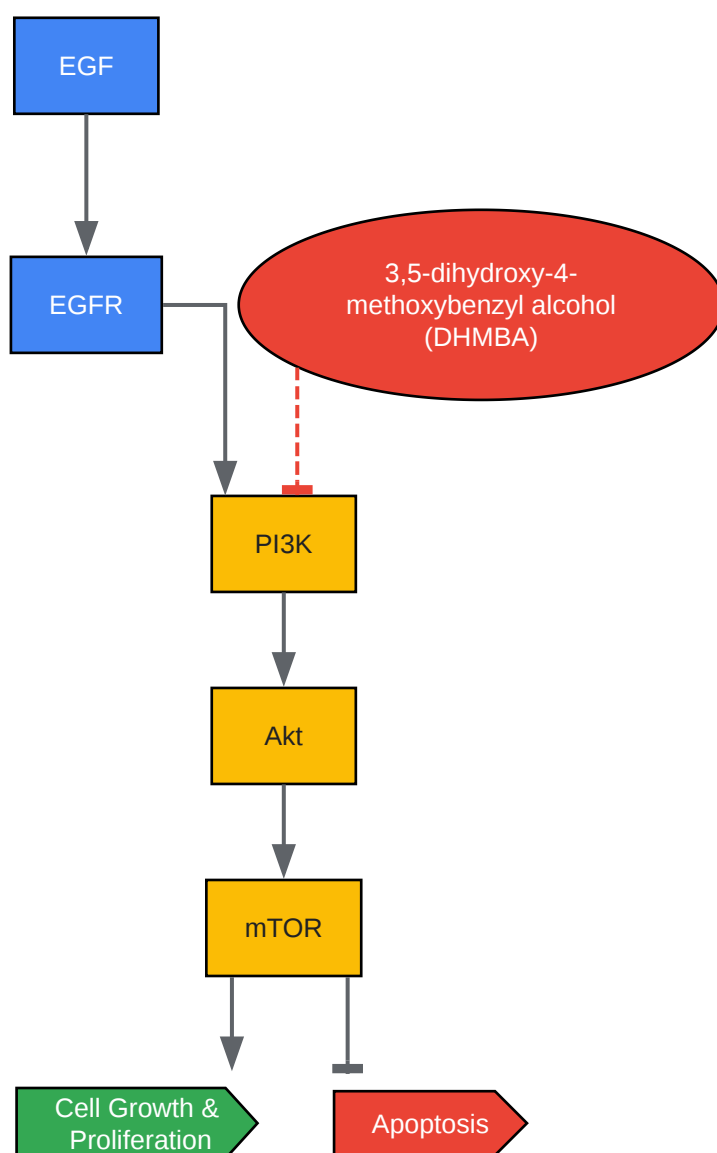 EGF
EGFR
3,5-dihydroxy-4-
methoxybenzyl alcohol
(DHMBA)
PI3K
Akt
mTOR
Cell Growth &
Proliferation
Apoptosis